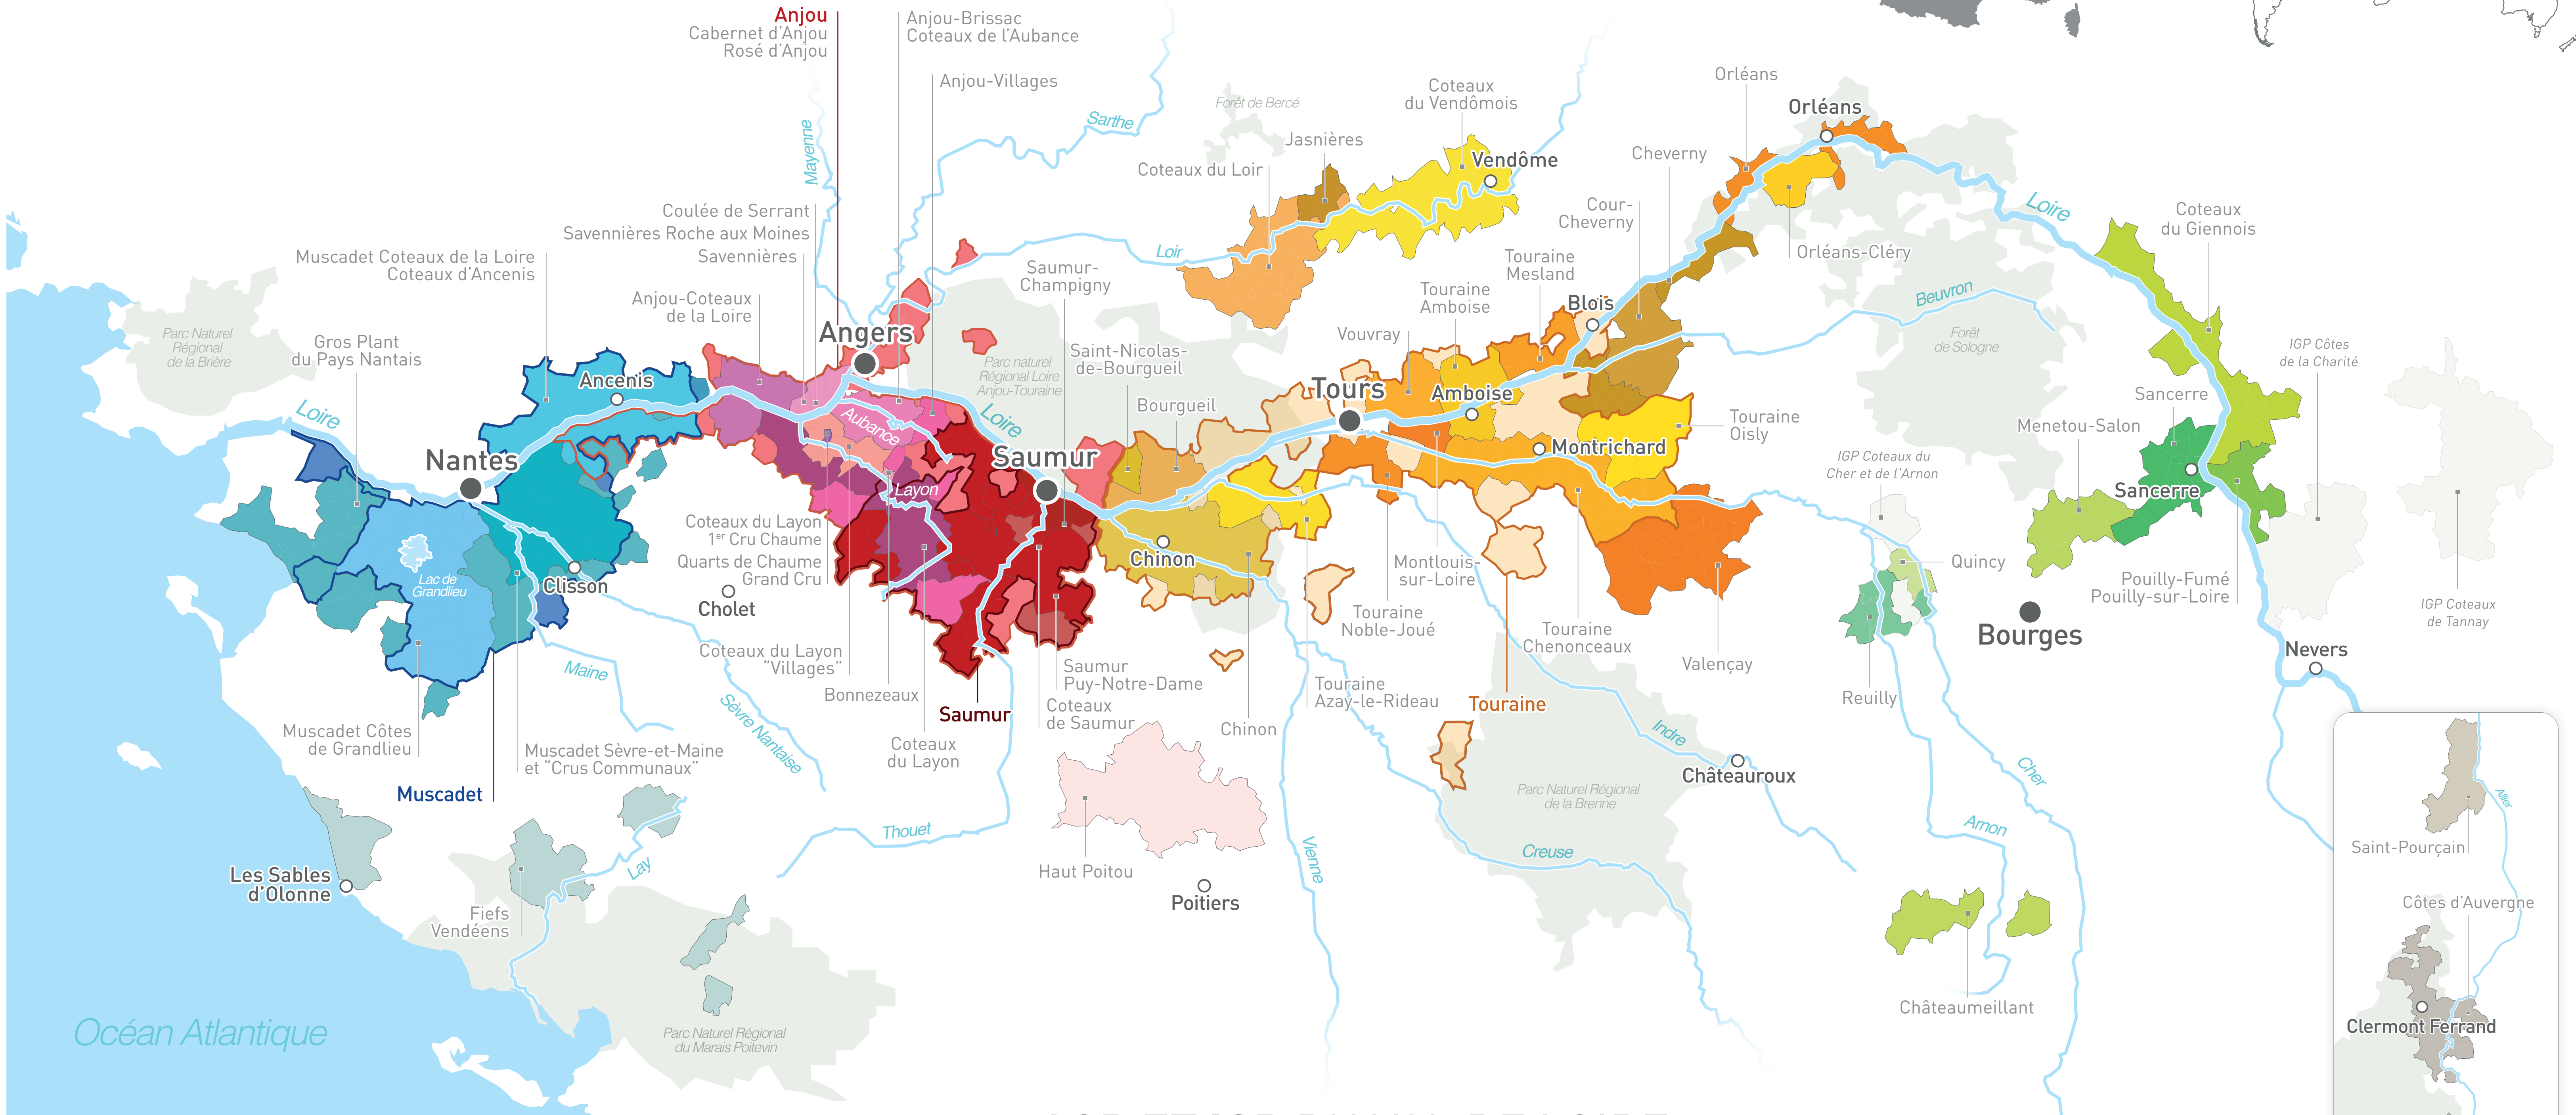 Anjou
Cabernet d'Anjou
Rosé d'Anjou
Anjou-Brissac
Coteaux de l'Aubance
Anjou-Villages
Mayenne
Sarthe
Coulée de Serrant
Savennières Roche aux Moines
Savennières
Anjou-Coteaux
de la Loire
Muscadet Coteaux de la Loire
Coteaux d'Ancenis
Gros Plant
du Pays Nantais
Parc Naturel
Régional
de la Brière
Loire
Nantes
Ancenis
Angers
Aubance
Layon
Loire
Saumur
Saumur-
Champigny
Parc naturel
Régional Loire
Anjou-Touraine
Saint-Nicolas-
de-Bourgueil
Bourgueil
Loir
Forêt de Bercé
Coteaux du Loir
Jasnières
Coteaux
du Vendômois
Vendôme
Vouvray
Touraine
Amboise
Touraine
Mesland
Cour-
Cheverny
Cheverny
Orléans
Orléans
Orléans-Cléry
Blois
Tours
Amboise
Montrichard
Touraine
Oisly
Beuvron
Forêt
de Sologne
Loire
Coteaux
du Giennois
IGP Côtes
de la Charité
Sancerre
Menetou-Salon
IGP Coteaux du
Cher et de l'Arnon
Sancerre
Quincy
Pouilly-Fumé
Pouilly-sur-Loire
IGP Coteaux
de Tannay
Bourges
Nevers
Reuilly
Lac de
Grandlieu
Clisson
Cholet
Coteaux du Layon
1er Cru Chaume
Quarts de Chaume
Grand Cru
Coteaux du Layon
"Villages"
Bonnezeaux
Saumur
Coteaux
du Layon
Saumur
Puy-Notre-Dame
Coteaux
de Saumur
Chinon
Chinon
Touraine
Azay-le-Rideau
Touraine
Noble-Joué
Montlouis-
sur-Loire
Touraine
Touraine
Chenonceaux
Valençay
Maine
Sèvre Nantaise
Muscadet Côtes
de Grandlieu
Muscadet Sèvre-et-Maine
et "Crus Communaux"
Muscadet
Thouet
Haut Poitou
Poitiers
Vienne
Creuse
Indre
Parc Naturel Régional
de la Brenne
Châteauroux
Arnon
Cher
Châteaumeillant
Les Sables
d'Olonne
Fiefs
Vendéens
Lay
Parc Naturel Régional
du Marais Poitevin
Océan Atlantique
Allier
Saint-Pourçain
Côtes d'Auvergne
Clermont Ferrand